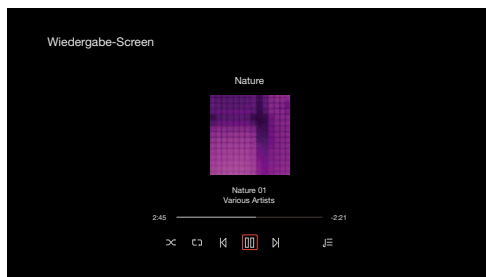 Wiedergabe-Screen
Nature
Nature 01
Various Artists
2:45
-2:21